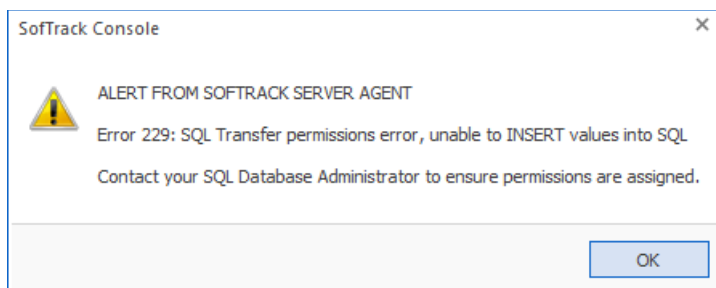 SofTrack Console
ALERT FROM SOFTRACK SERVER AGENT
Error 229: SQL Transfer permissions error, unable to INSERT values into SQL
Contact your SQL Database Administrator to ensure permissions are assigned.
OK